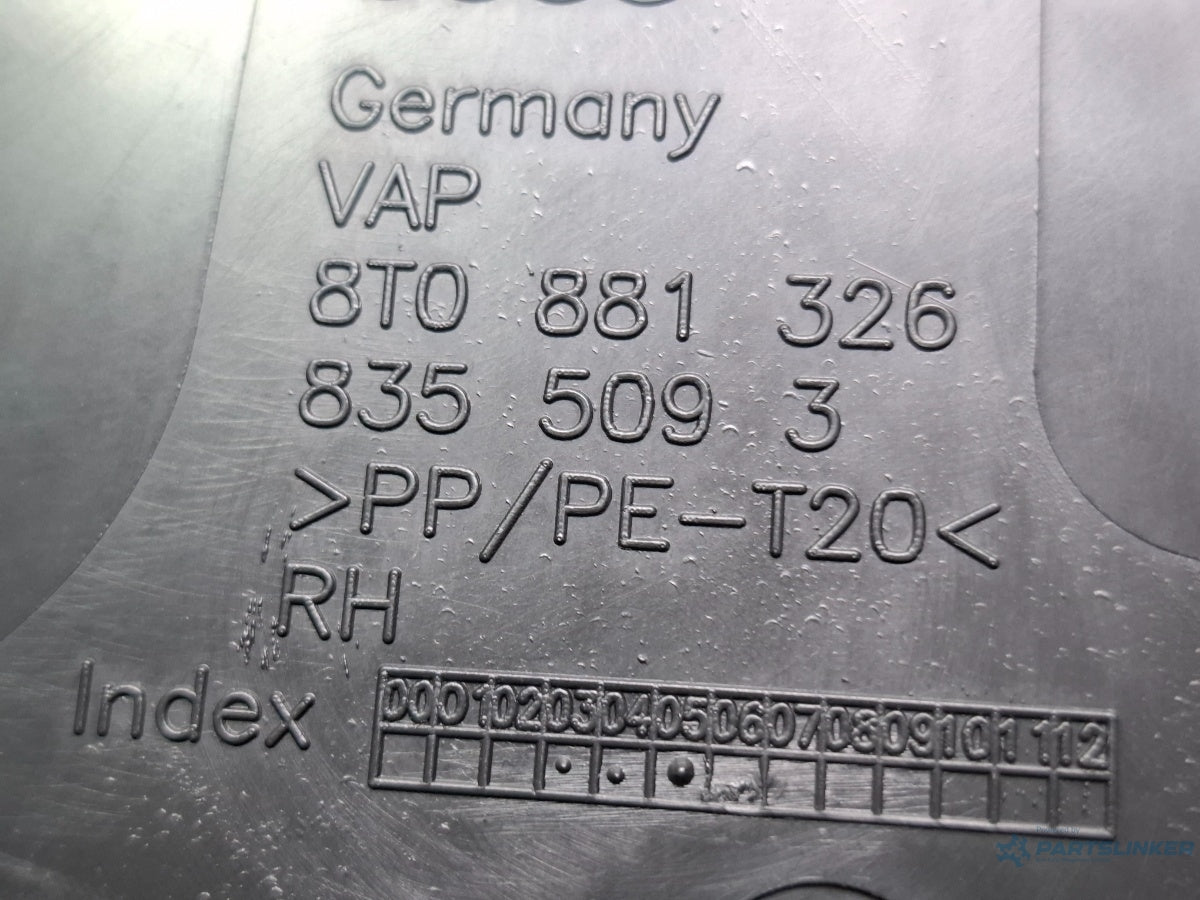 Germany
VAP
8T0 881 326
835 509 3
>PP/PE-T20<
RH
Index 00 01 02 03 04 05 06 07 08 09 10 11 12
PARTSLINKER